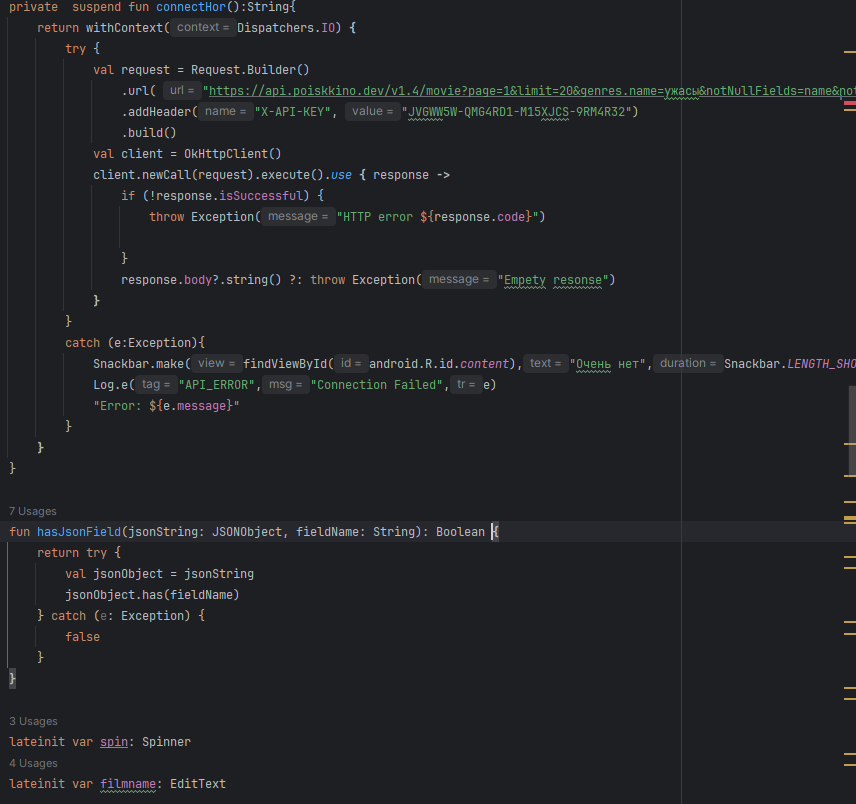 private suspend fun connectHor():String{
return withContext( context = Dispatchers.IO) {
try {
val request = Request.Builder()
.url( url = "https://api.poiskkino.dev/v1.4/movie?page=1&limit=20&genres.name=ужасы&notNullFields=name&not
.addHeader( name = "X-API-KEY", value = "JVGWW5W-QMG4RD1-M15XJCS-9RM4R32")
.build()
val client = OkHttpClient()
client.newCall(request).execute().use { response ->
if (!response.isSuccessful) {
throw Exception( message = "HTTP error ${response.code}")
}
response.body?.string() ?: throw Exception( message = "Empety resonse")
}
}
catch (e:Exception){
Snackbar.make( view = findViewById( id = android.R.id.content), text = "Очень нет", duration = Snackbar.LENGTH_SHO
Log.e( tag = "API_ERROR", msg = "Connection Failed", tr = e)
"Error: ${e.message}"
}
}
}
7 Usages
fun hasJsonField(jsonString: JSONObject, fieldName: String): Boolean {
return try {
val jsonObject = jsonString
jsonObject.has(fieldName)
} catch (e: Exception) {
false
}
}
3 Usages
lateinit var spin: Spinner
4 Usages
lateinit var filmname: EditText